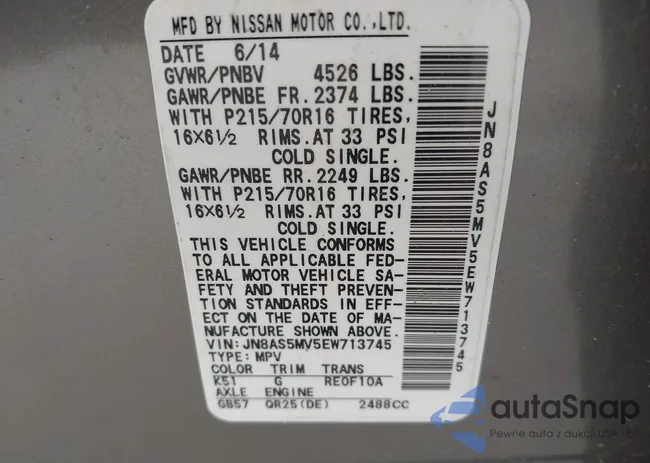 MFD BY NISSAN MOTOR CO.,LTD.
DATE 6/14
GVWR/PNBV 4526 LBS.
GAWR/PNBE FR. 2374 LBS.
WITH P215/70R16 TIRES,
16X6½ RIMS. AT 33 PSI
COLD SINGLE.
GAWR/PNBE RR. 2249 LBS.
WITH P215/70R16 TIRES,
16X6½ RIMS. AT 33 PSI
COLD SINGLE.
THIS VEHICLE CONFORMS
TO ALL APPLICABLE FED-
ERAL MOTOR VEHICLE SA-
FETY AND THEFT PREVEN-
TION STANDARDS IN EFF-
ECT ON THE DATE OF MA-
NUFACTURE SHOWN ABOVE.
VIN: JN8AS5MV5EW713745
TYPE: MPV
COLOR TRIM TRANS
K51 G RE0F10A
AXLE ENGINE
GB57 QR25(DE) 2488CC
JN8AS5MV5EW713745
autoSnap
Pewne auta z aukcji USA - EU